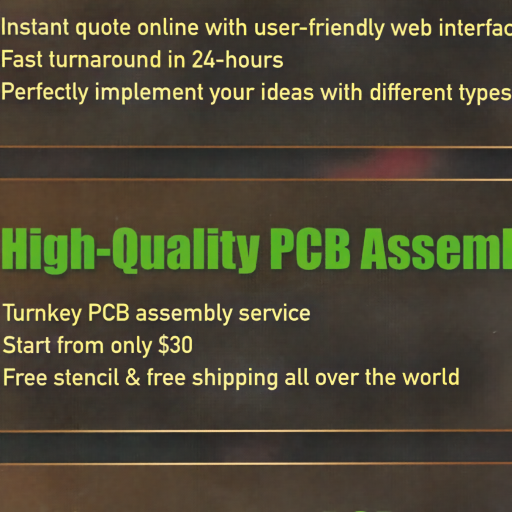 Instant quote online with user-friendly web interfac
Fast turnaround in 24-hours
Perfectly implement your ideas with different types
High-Quality PCB Assembl
Turnkey PCB assembly service
Start from only $30
Free stencil & free shipping all over the world